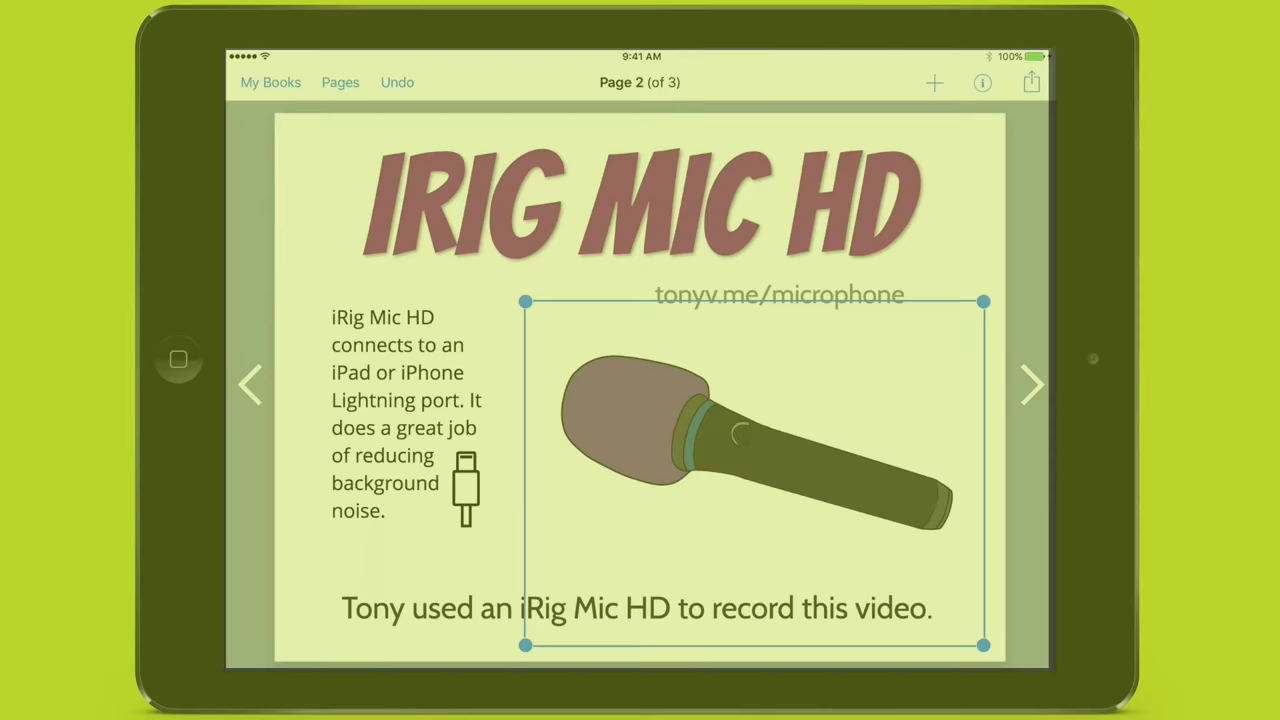 9:41 AM
100%
My Books Pages Undo
Page 2 (of 3)
IRIG MIC HD
tonyv.me/microphone
iRig Mic HD
connects to an
iPad or iPhone
Lightning port. It
does a great job
of reducing
background
noise.
Tony used an iRig Mic HD to record this video.